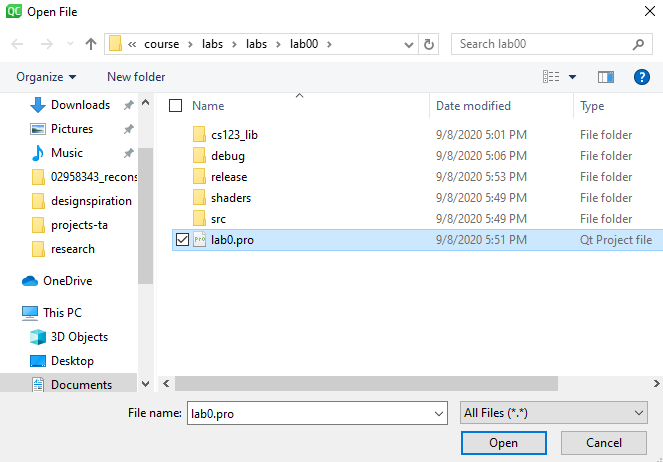 QC Open File
« course › labs › labs › lab00 ›
Search lab00
Organize
New folder
?
Downloads
Pictures
Music
02958343_recons
designspiration
projects-ta
research
OneDrive
This PC
3D Objects
Desktop
Documents
Name Date modified Type
cs123_lib 9/8/2020 5:01 PM File folder
debug 9/8/2020 5:06 PM File folder
release 9/8/2020 5:53 PM File folder
shaders 9/8/2020 5:49 PM File folder
src 9/8/2020 5:49 PM File folder
Pro lab0.pro 9/8/2020 5:51 PM Qt Project file
File name: lab0.pro
All Files (*.*)
Open
Cancel